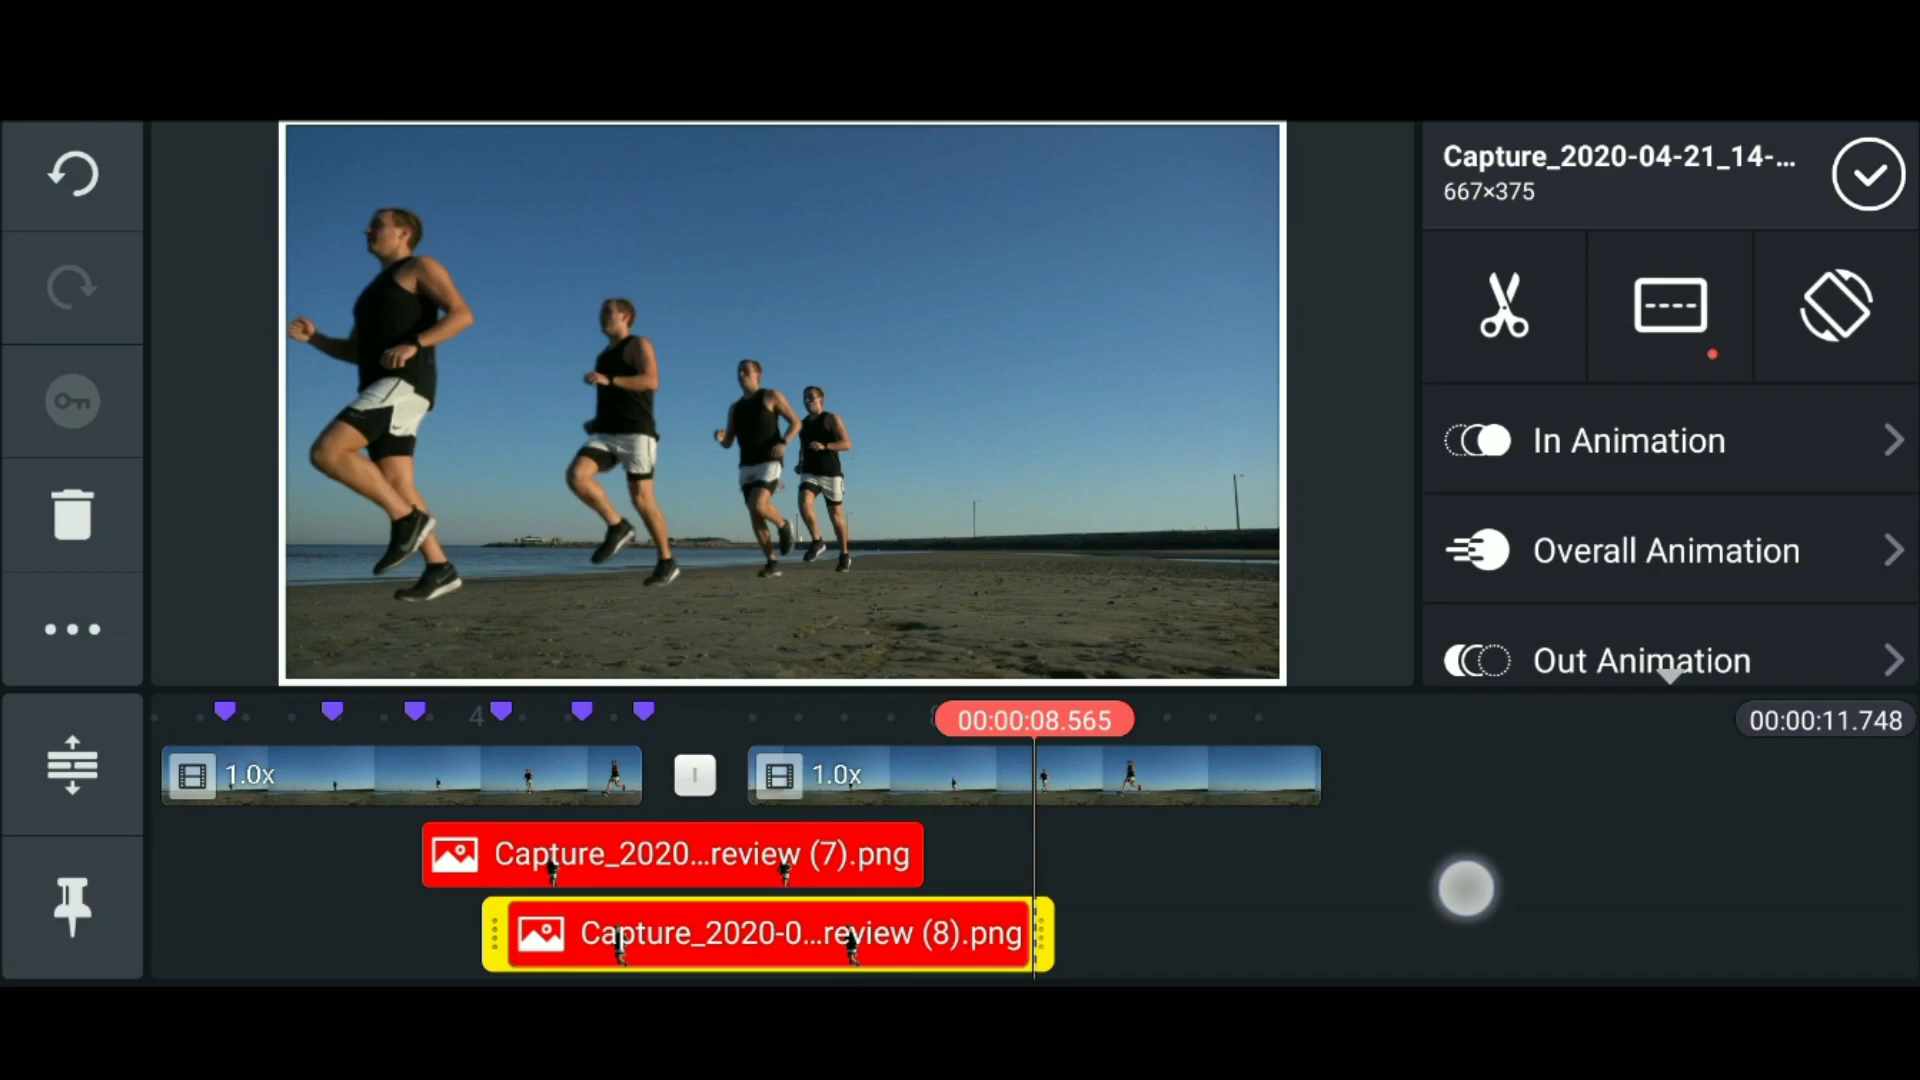 Capture_2020-04-21_14-...
667×375
In Animation
Overall Animation
Out Animation
4
00:00:08.565
00:00:11.748
1.0x
1.0x
Capture_2020...review (7).png
Capture_2020-0...review (8).png